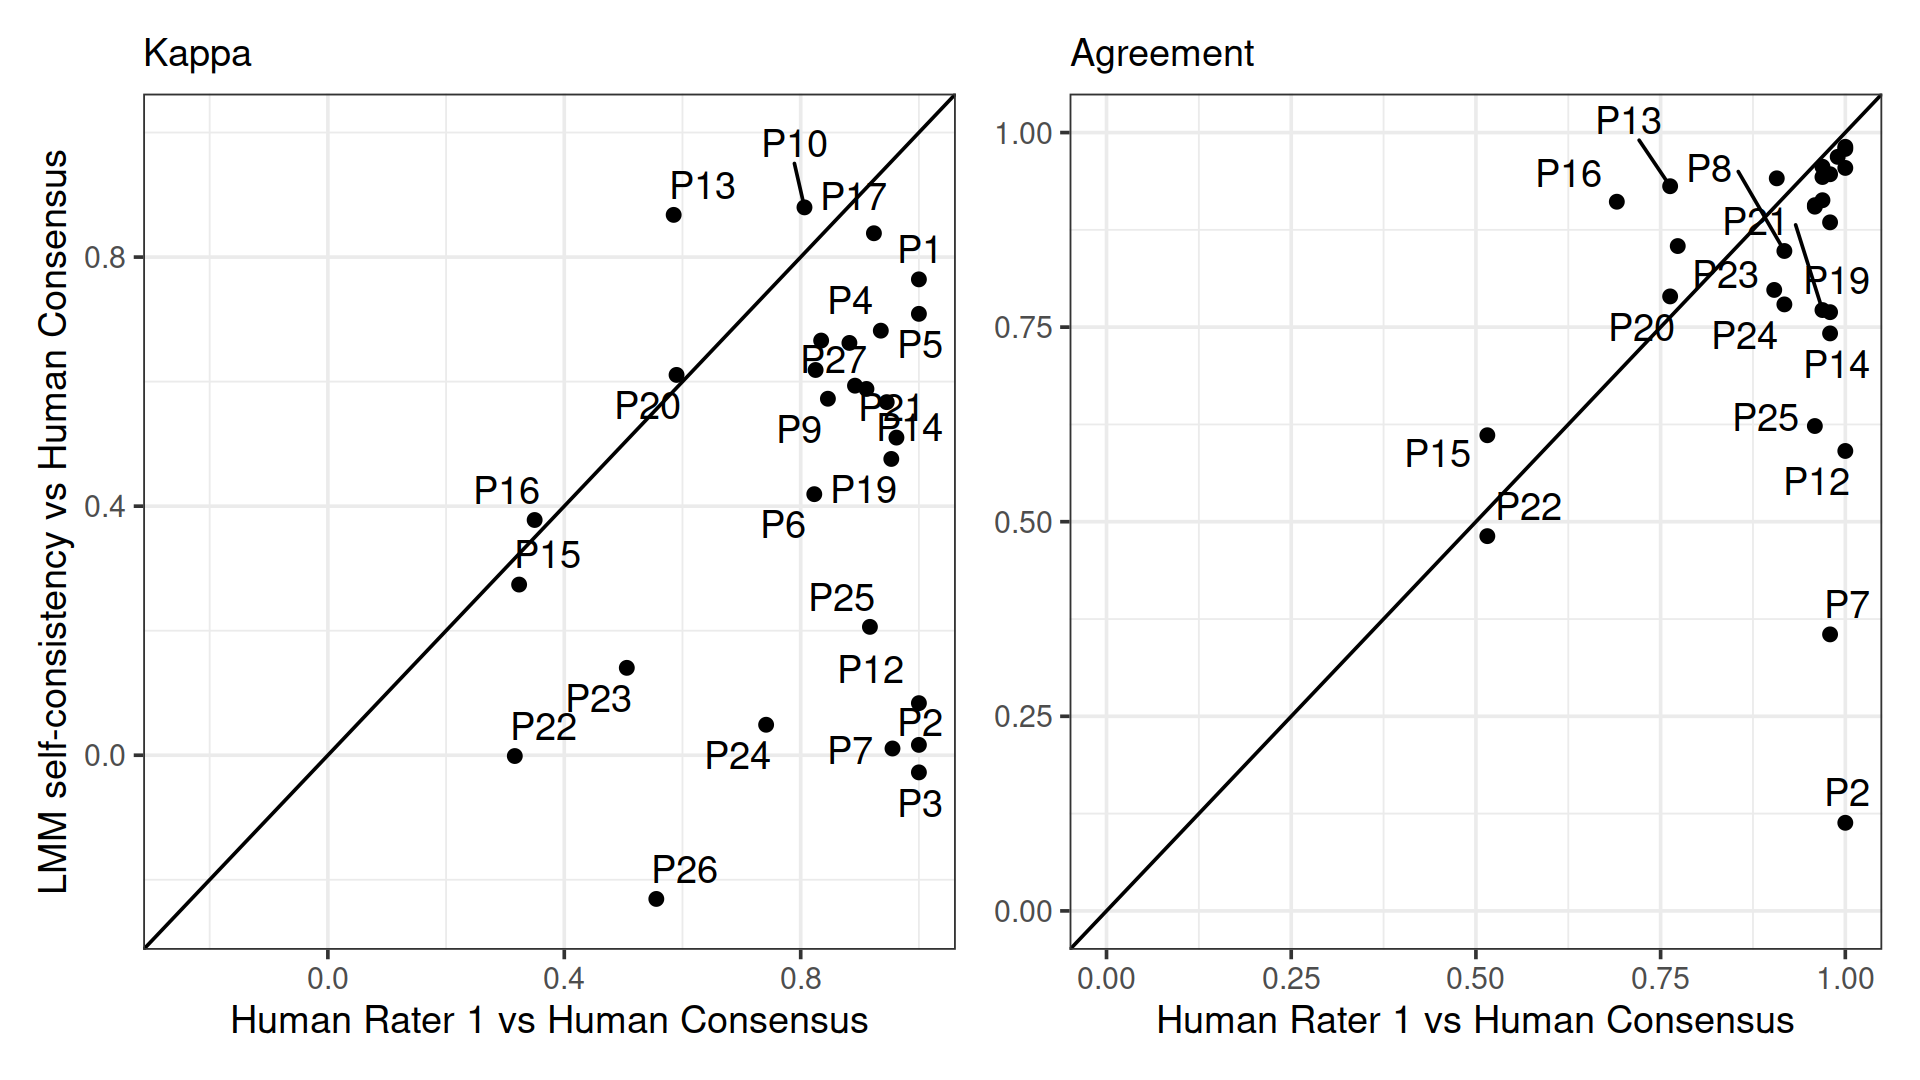 Kappa
Agreement
P10
P13
P17
P1
P4
P5
P27
P20
P21
P9
P14
P16
P19
P6
P15
P25
P12
P23
P22
P2
P24
P7
P3
P26
0.8
0.4
0.0
0.0
0.4
0.8
Human Rater 1 vs Human Consensus
LMM self-consistency vs Human Consensus
P13
P16
P8
P21
P23
P19
P20
P24
P14
P25
P15
P12
P22
P7
P2
1.00
0.75
0.50
0.25
0.00
0.00
0.25
0.50
0.75
1.00
Human Rater 1 vs Human Consensus